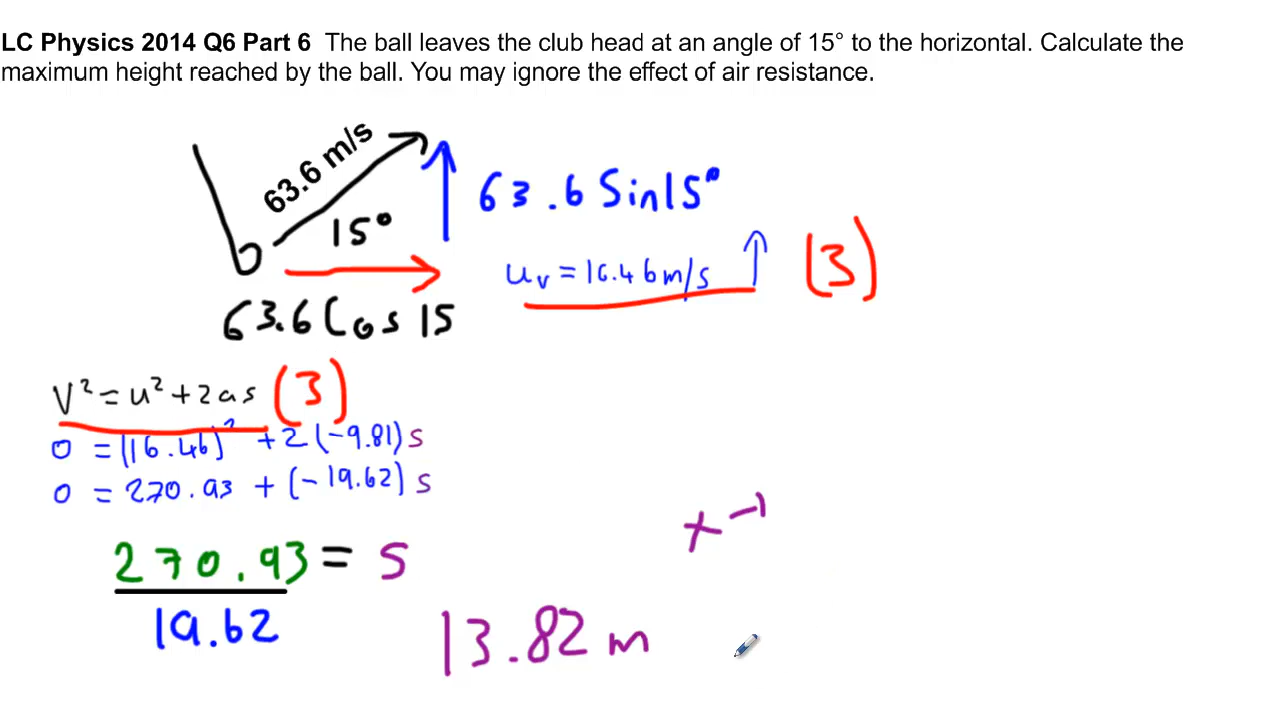 LC Physics 2014 Q6 Part 6 The ball leaves the club head at an angle of 15° to the horizontal. Calculate the
maximum height reached by the ball. You may ignore the effect of air resistance.
63.6 m/s
63.6 Sin15°
15°
uᵥ = 16.46m/s (3)
63.6 Cos 15
V² = u² + 2as (3)
0 = (16.46)² + 2(-9.81)s
0 = 270.93 + (-19.62)s
x⁻¹
270.93 = s
19.62
13.82 m